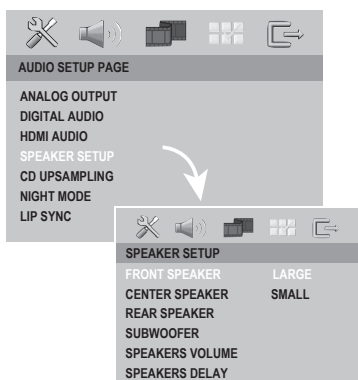 AUDIO SETUP PAGE
ANALOG OUTPUT
DIGITAL AUDIO
HDMI AUDIO
SPEAKER SETUP
CD UPSAMPLING
NIGHT MODE
LIP SYNC
SPEAKER SETUP
FRONT SPEAKER LARGE
CENTER SPEAKER SMALL
REAR SPEAKER
SUBWOOFER
SPEAKERS VOLUME
SPEAKERS DELAY